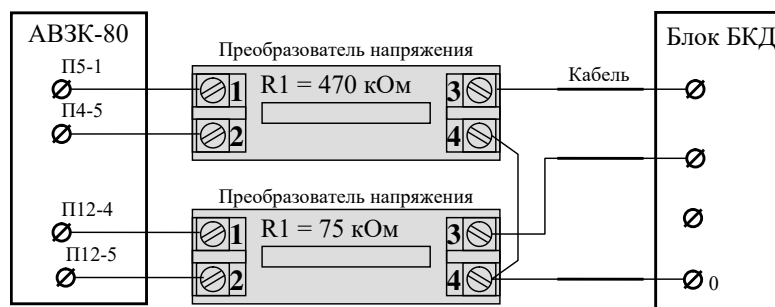 АВЗК-80
Блок БКД
Преобразователь напряжения
П5-1
1 R1 = 470 кОм 3
Кабель
П4-5
2 4
Преобразователь напряжения
П12-4
1 R1 = 75 кОм 3
П12-5
2 4
0